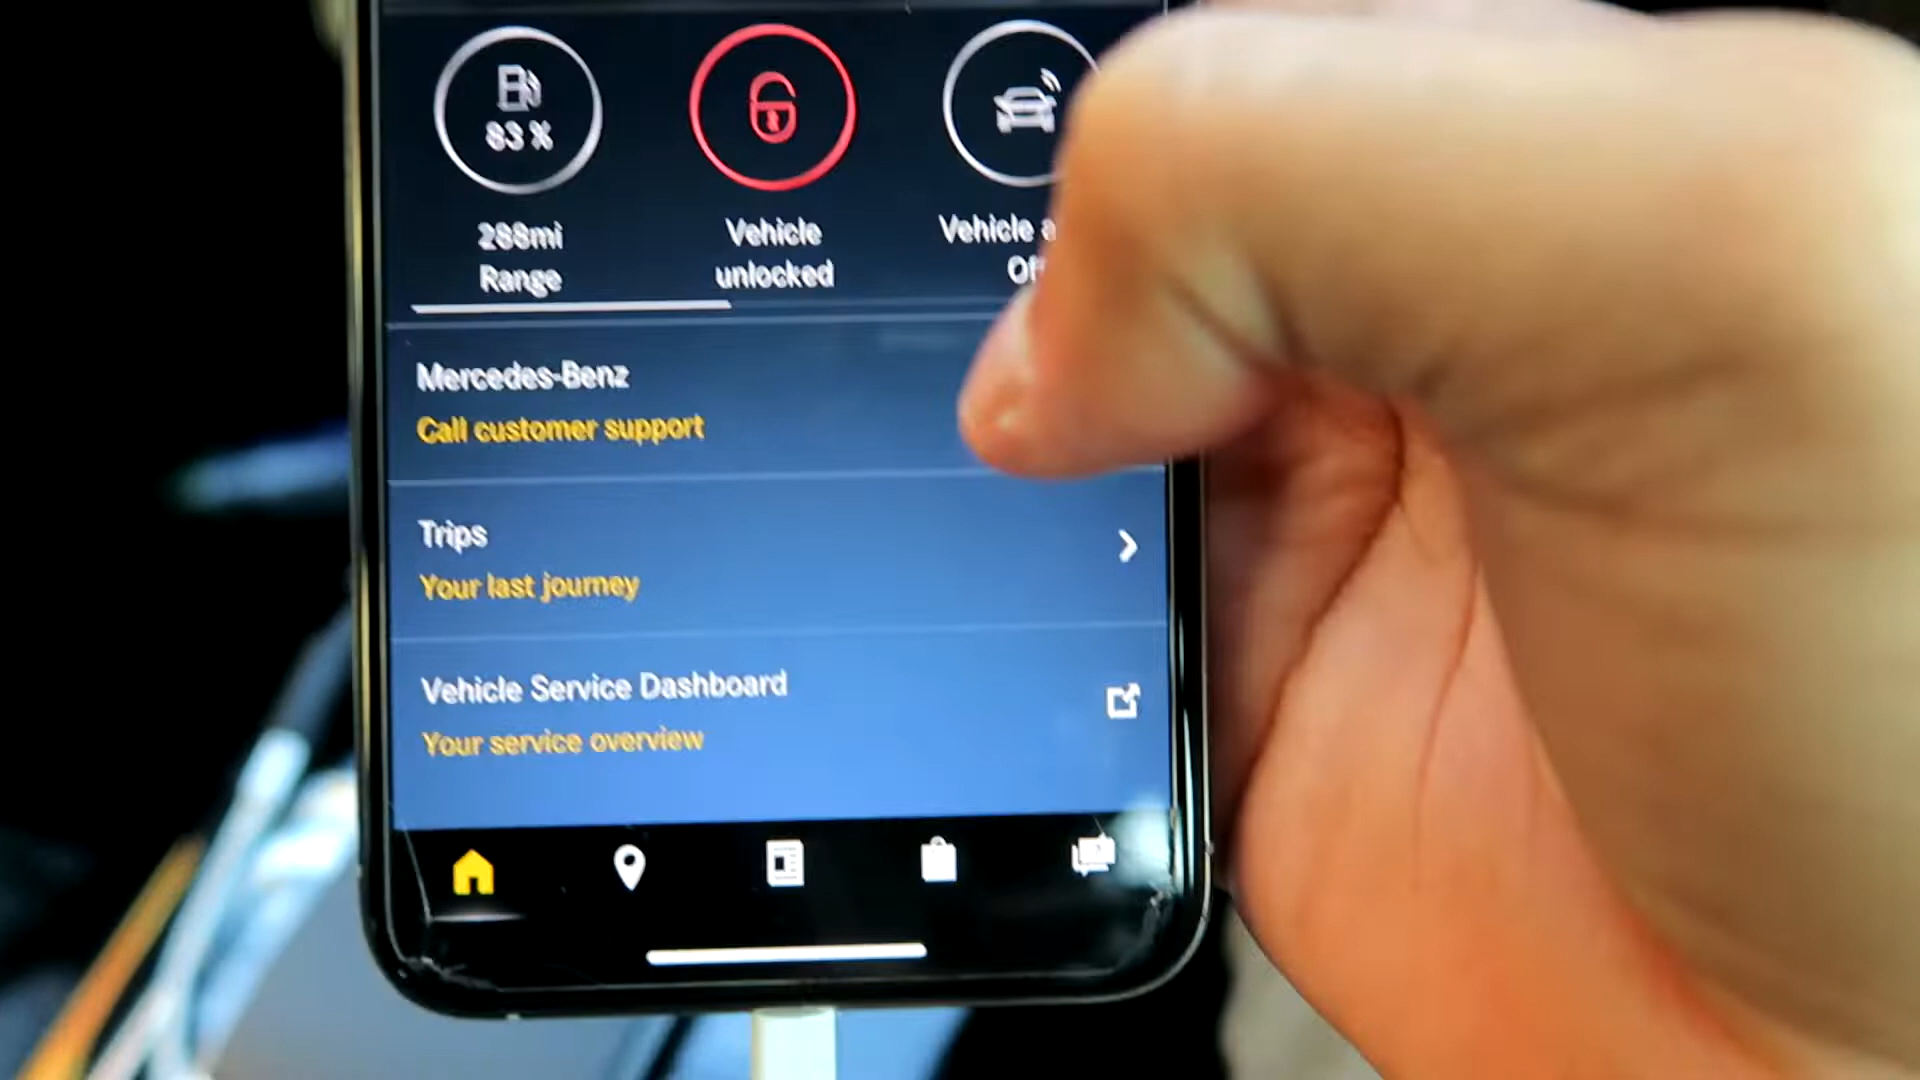 83 %
288mi
Range
Vehicle
unlocked
Vehicle
Mercedes-Benz
Call customer support
Trips
Your last journey
Vehicle Service Dashboard
Your service overview